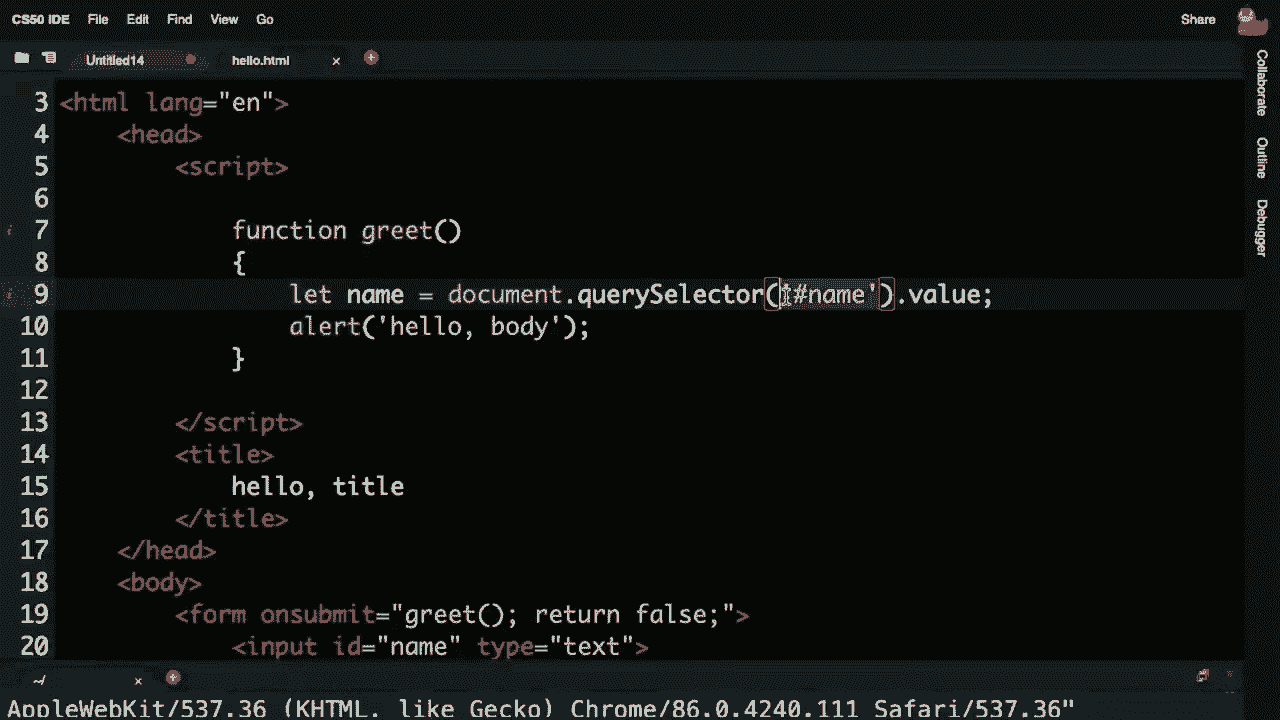 CS50 IDE File Edit Find View Go Share
Untitled14 hello.html
Collaborate
Outline
Debugger
3 <html lang="en">
4 <head>
5 <script>
6
7 function greet()
8 {
9 let name = document.querySelector('#name').value;
10 alert('hello, body');
11 }
12
13 </script>
14 <title>
15 hello, title
16 </title>
17 </head>
18 <body>
19 <form onsubmit="greet(); return false;">
20 <input id="name" type="text">
~/
AppleWebKit/537.36 (KHTML, like Gecko) Chrome/86.0.4240.111 Safari/537.36"